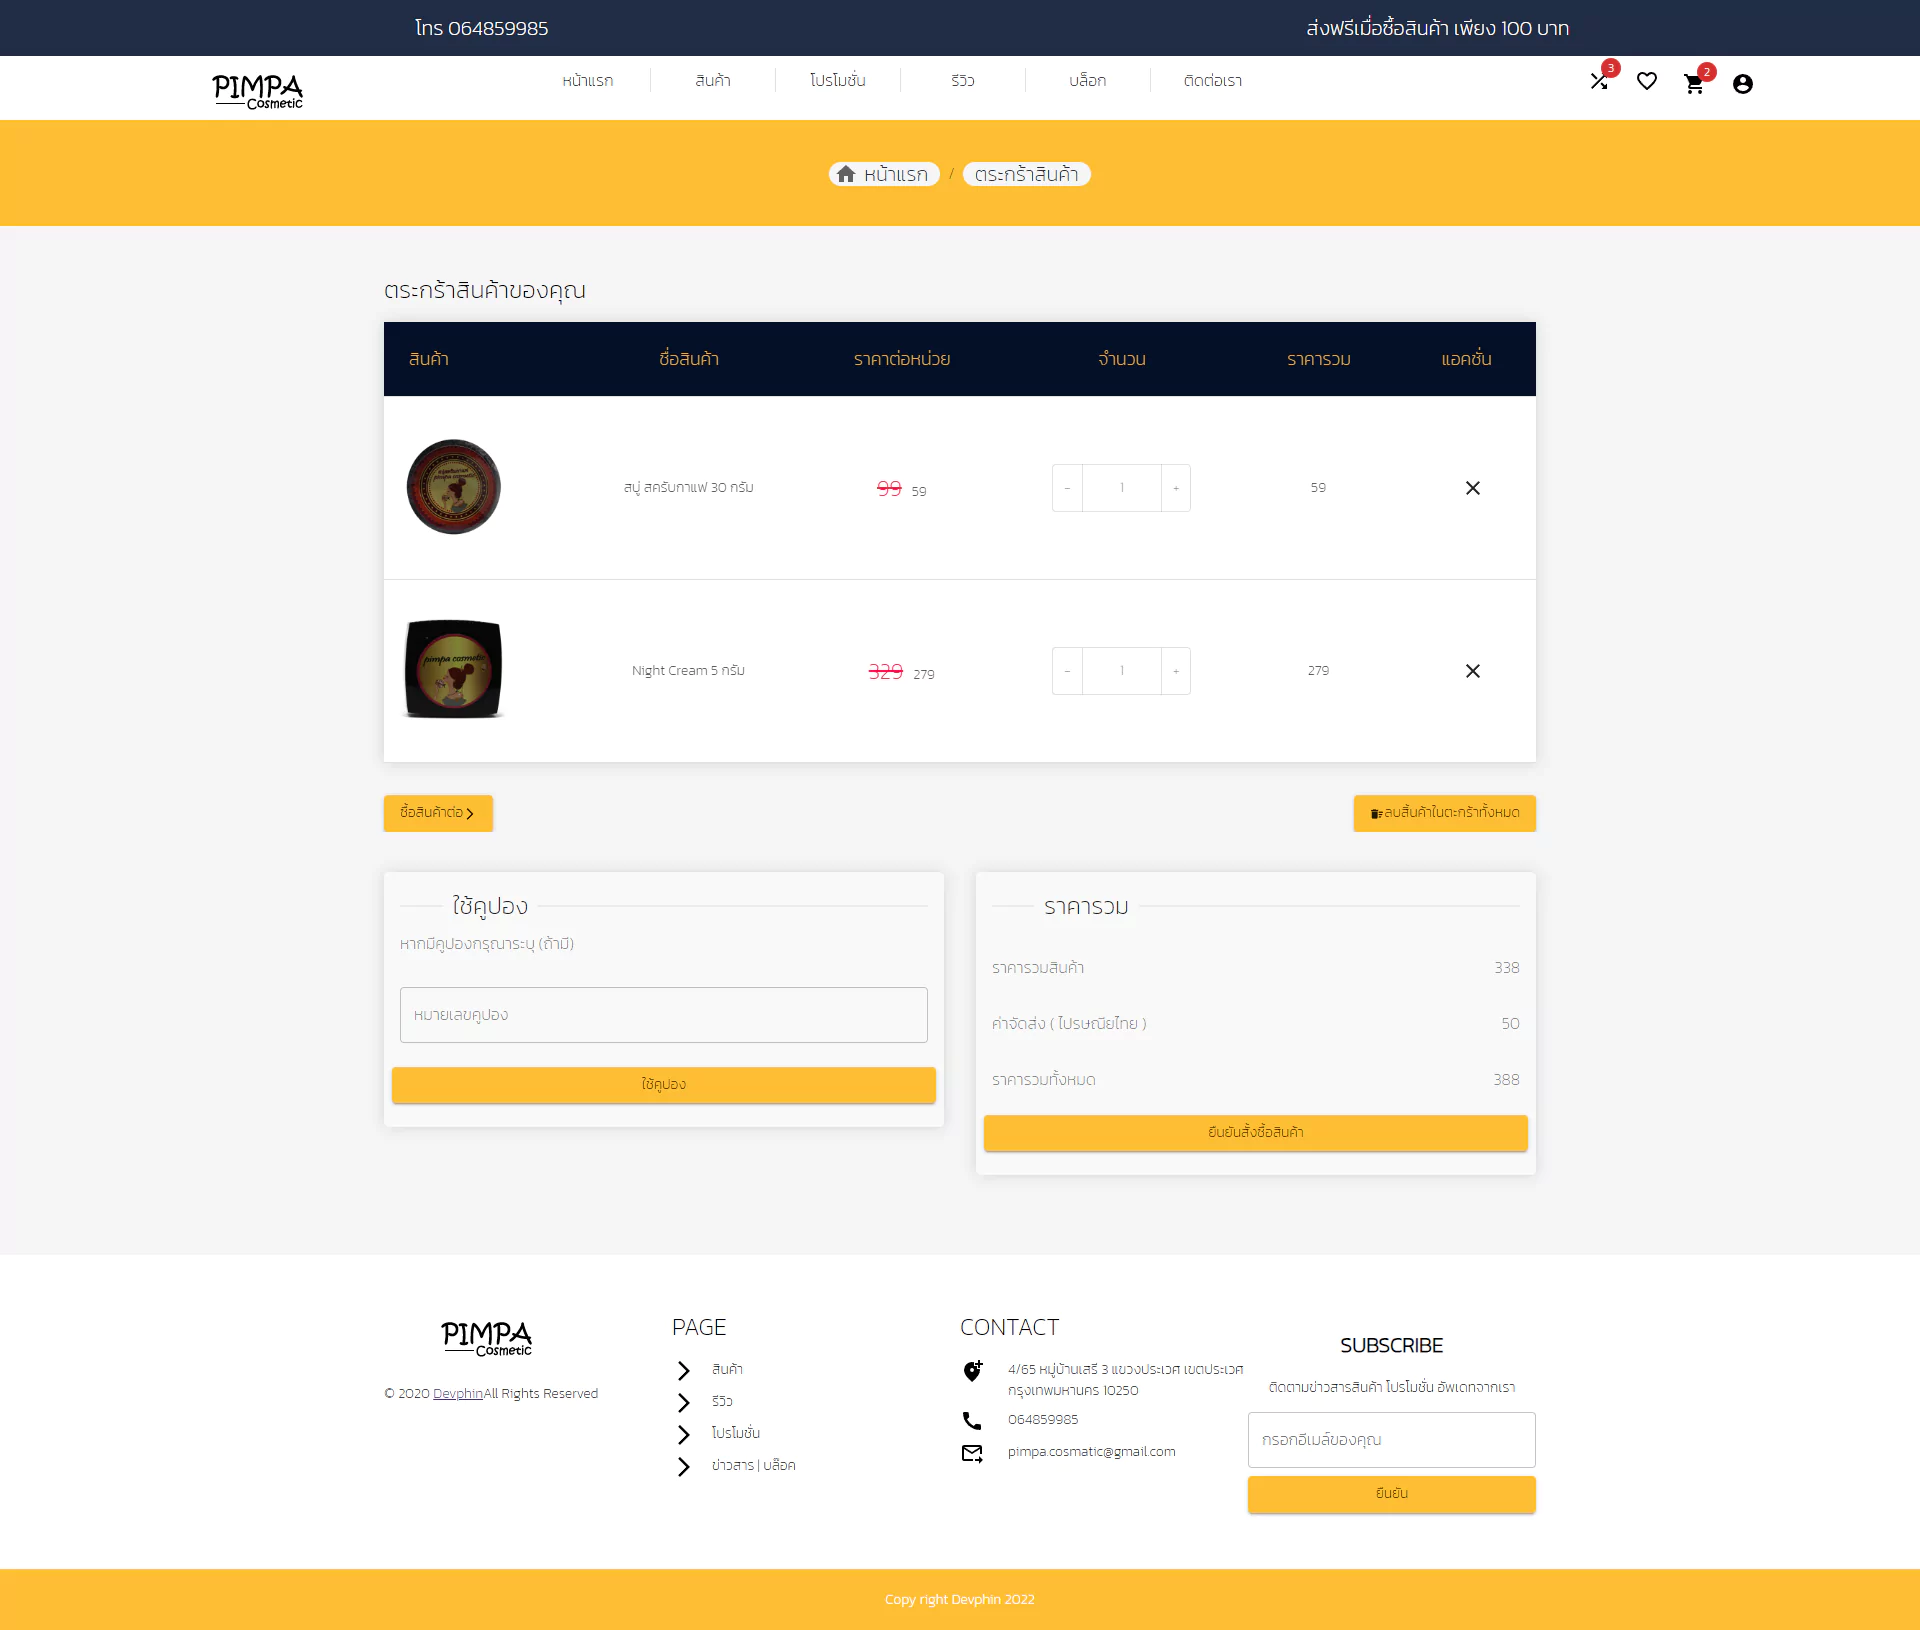 โทร 064859985
ส่งฟรีเมื่อซื้อสินค้า เพียง 100 บาท
PIMPA
Cosmetic
หน้าแรก
สินค้า
โปรโมชั่น
รีวิว
บล็อก
ติดต่อเรา
3
2
หน้าแรก / ตระกร้าสินค้า
ตระกร้าสินค้าของคุณ
สินค้า ชื่อสินค้า ราคาต่อหน่วย จำนวน ราคารวม แอคชั่น
pimpa cosmetic
สบู่ สครับกาแฟ 30 กรัม 99 59 - 1 + 59
pimpa cosmetic
Night Cream 5 กรัม 329 279 - 1 + 279
ซื้อสินค้าต่อ
ลบสิ้นค้าในตะกร้าทั้งหมด
ใช้คูปอง
หากมีคูปองกรุณาระบุ (ถ้ามี)
หมายเลขคูปอง
ใช้คูปอง
ราคารวม
ราคารวมสินค้า 338
ค่าจัดส่ง ( ไปรษณียไทย ) 50
ราคารวมทั้งหมด 388
ยืนยันสั้งซื้อสินค้า
PIMPA
Cosmetic
© 2020 DevphinAll Rights Reserved
PAGE
สินค้า
รีวิว
โปรโมชั่น
ข่าวสาร | บล๊อค
CONTACT
4/65 หมู่บ้านเสรี 3 แขวงประเวศ เขตประเวศ
กรุงเทพมหานคร 10250
064859985
pimpa.cosmatic@gmail.com
SUBSCRIBE
ติดตามข่าวสารสินค้า โปรโมชั่น อัพเดทจากเรา
กรอกอีเมล์ของคุณ
ยืนยัน
Copy right Devphin 2022